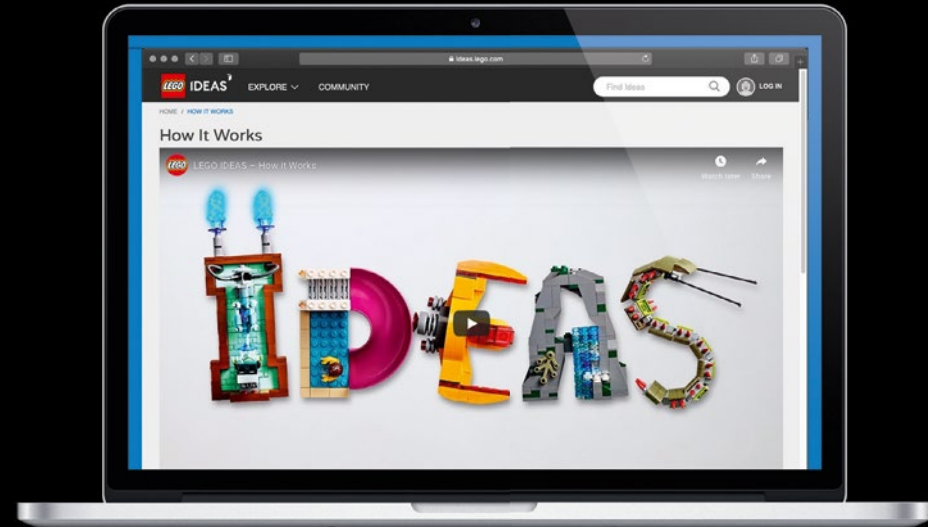 ideas.lego.com
LEGO IDEAS EXPLORE COMMUNITY Find Ideas LOG IN
HOME / HOW IT WORKS
How It Works
LEGO LEGO IDEAS – How It Works
Watch later Share
IDEAS